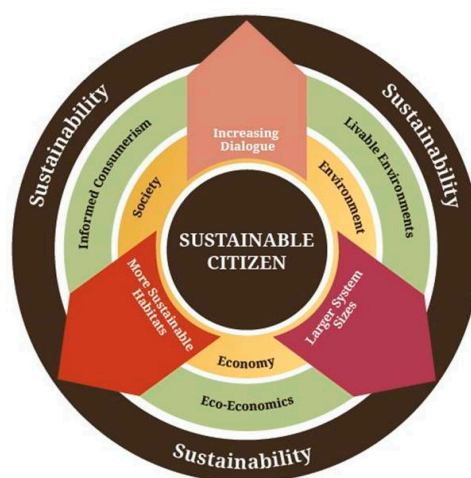 Sustainability
Sustainability
Increasing
Dialogue
Informed Consumerism
Livable Environments
Society
Environment
SUSTAINABLE
CITIZEN
More Sustainable
Habitats
Larger System
Sizes
Economy
Eco-Economics
Sustainability